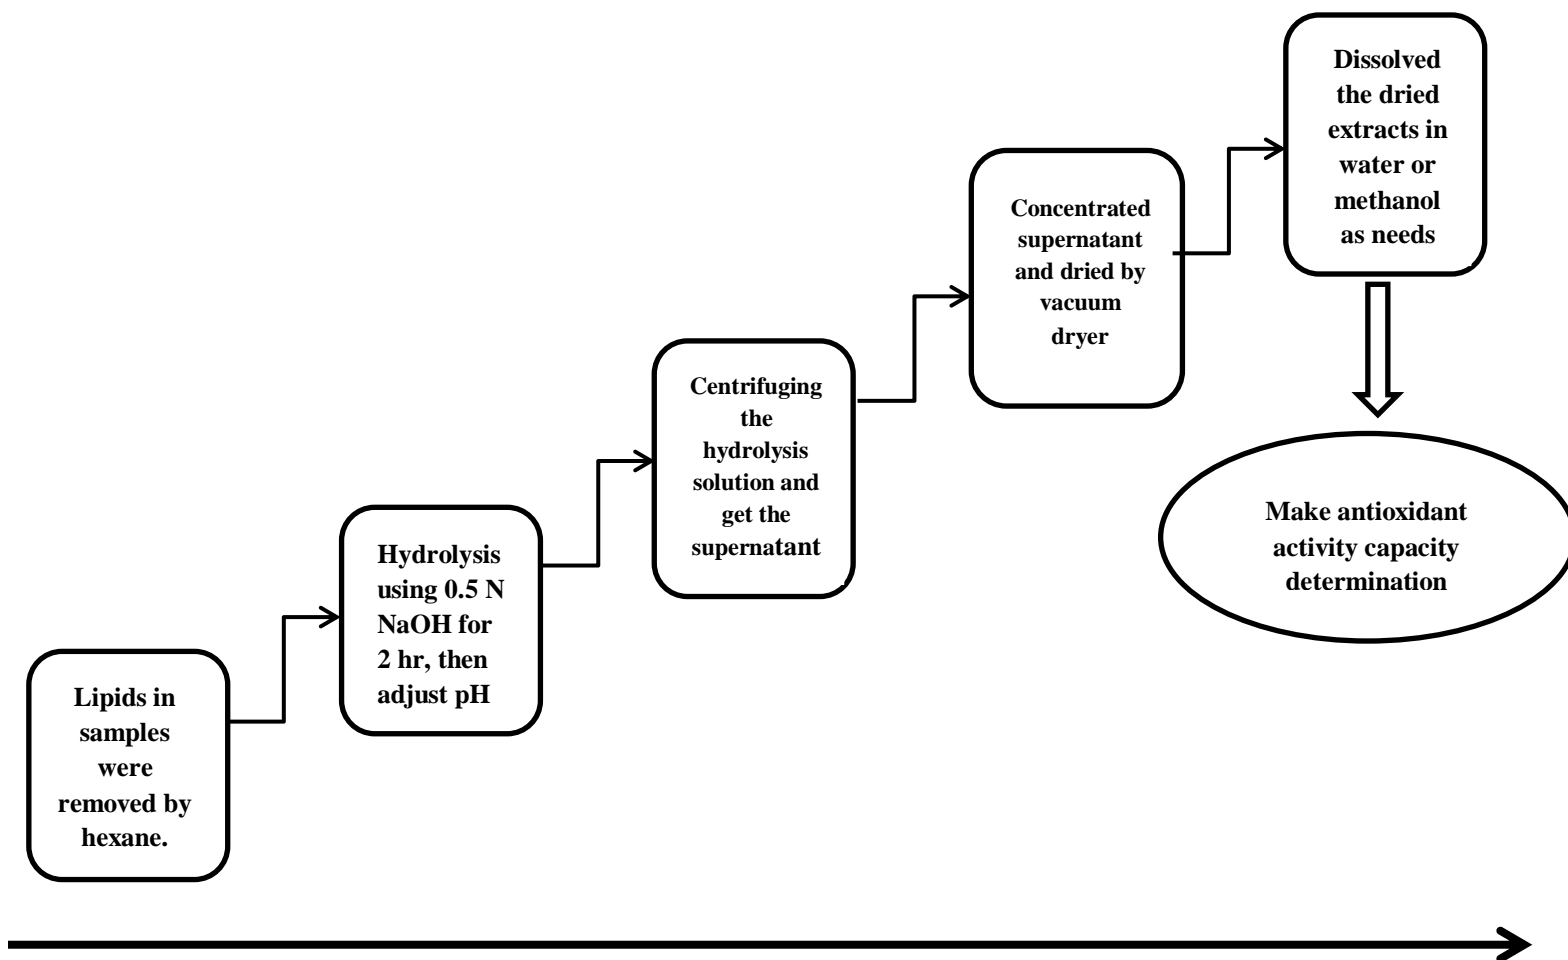 Lipids in
samples
were
removed by
hexane.
Hydrolysis
using 0.5 N
NaOH for
2 hr, then
adjust pH
Centrifuging
the
hydrolysis
solution and
get the
supernatant
Concentrated
supernatant
and dried by
vacuum
dryer
Dissolved
the dried
extracts in
water or
methanol
as needs
Make antioxidant
activity capacity
determination